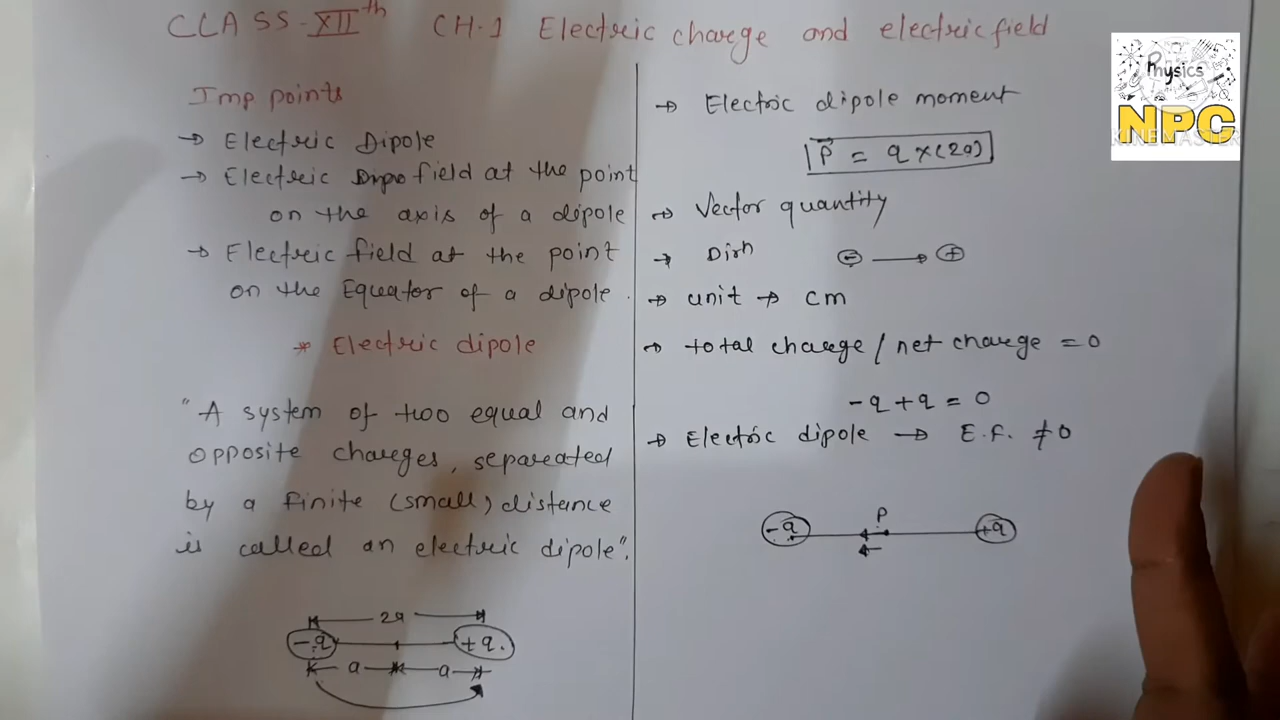 CLASS-XIIth CH.1 Electric charge and electric field
Imp points
→ Electric Dipole
→ Electric field at the point
on the axis of a dipole
→ Electric field at the point
on the Equator of a dipole.
* Electric dipole
"A system of two equal and
opposite charges, separeated
by a finite (small) distance
is called an electric dipole".
2a
-q +q.
a a
→ Electric dipole moment
P = q x(2a)
→ Vector quantity
→ Dirn - → +
→ unit → cm
→ total charge / net charge = 0
-q +q = 0
→ Electric dipole → E.F. ≠0
P
-q +q
Physics
NPC
KINEMASTER